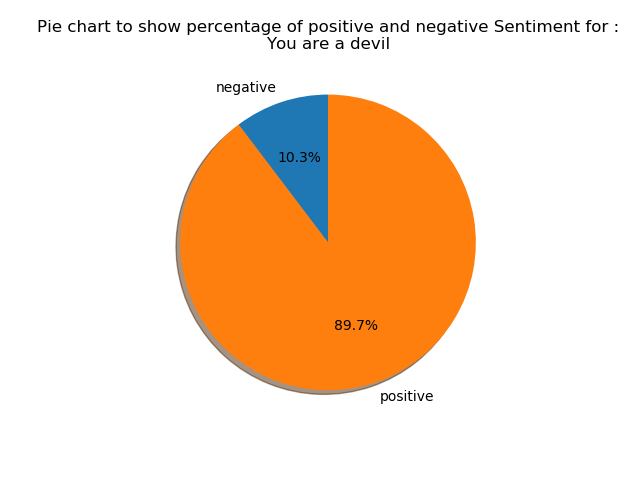 Pie chart to show percentage of positive and negative Sentiment for :
You are a devil
negative
10.3%
89.7%
positive